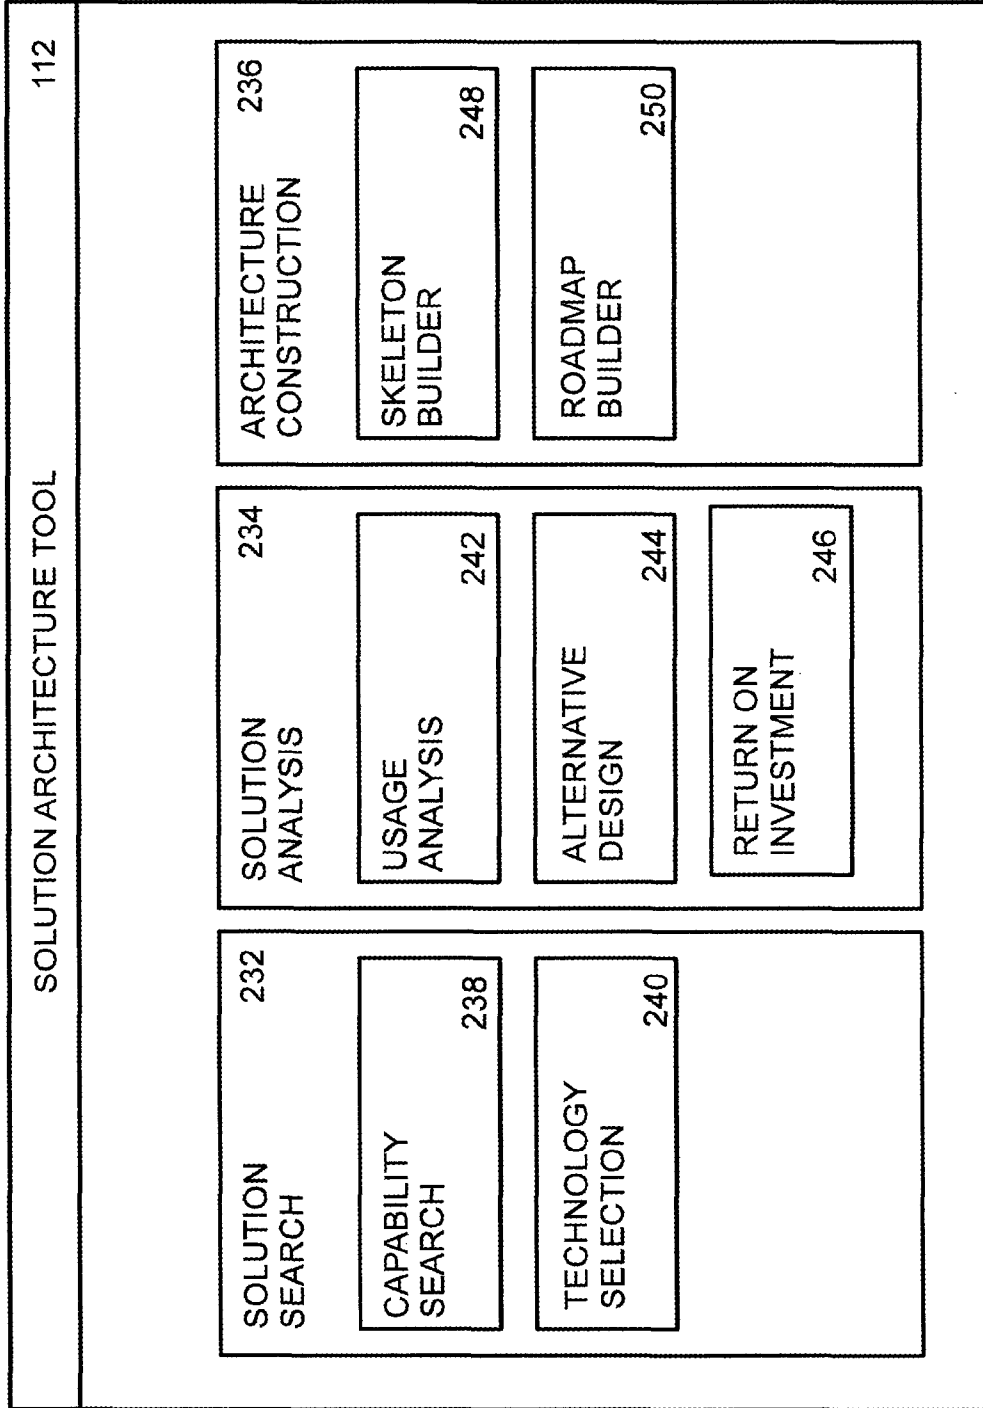 SOLUTION ARCHITECTURE TOOL 112
SOLUTION 232
SEARCH
CAPABILITY
SEARCH
238
TECHNOLOGY
SELECTION
240
SOLUTION 234
ANALYSIS
USAGE
ANALYSIS
242
ALTERNATIVE
DESIGN
244
RETURN ON
INVESTMENT
246
ARCHITECTURE 236
CONSTRUCTION
SKELETON
BUILDER
248
ROADMAP
BUILDER
250